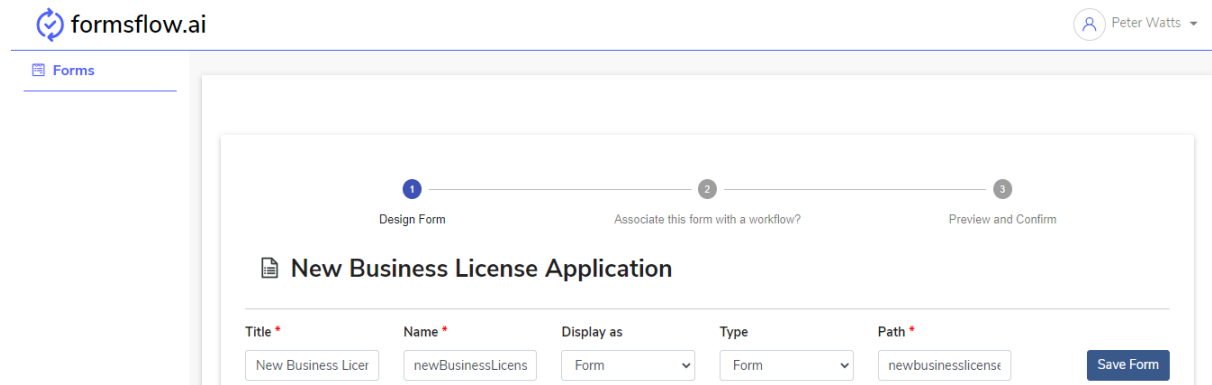 formsflow.ai
Peter Watts
Forms
1
2
3
Design Form
Associate this form with a workflow?
Preview and Confirm
New Business License Application
Title *
Name *
Display as
Type
Path *
New Business Licer
newBusinessLicens
Form
Form
newbusinesslicense
Save Form